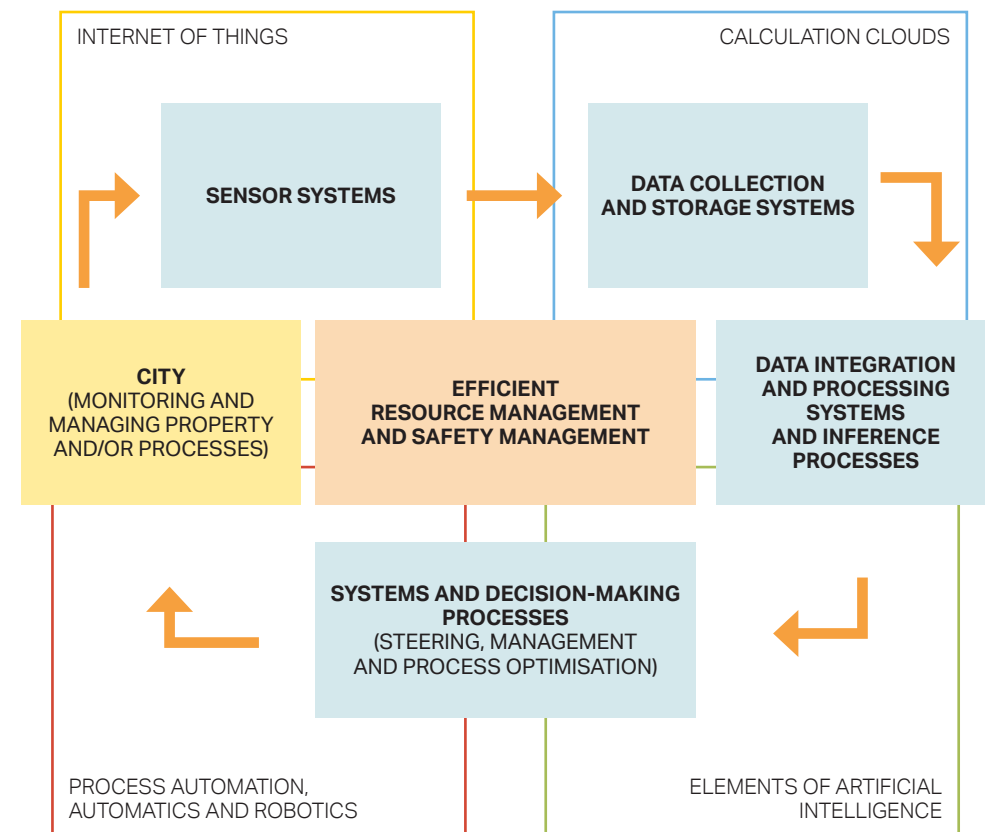 INTERNET OF THINGS
CALCULATION CLOUDS
SENSOR SYSTEMS
DATA COLLECTION
AND STORAGE SYSTEMS
CITY
(MONITORING AND
MANAGING PROPERTY
AND/OR PROCESSES)
EFFICIENT
RESOURCE MANAGEMENT
AND SAFETY MANAGEMENT
DATA INTEGRATION
AND PROCESSING
SYSTEMS
AND INFERENCE
PROCESSES
SYSTEMS AND DECISION-MAKING
PROCESSES
(STEERING, MANAGEMENT
AND PROCESS OPTIMISATION)
PROCESS AUTOMATION,
AUTOMATICS AND ROBOTICS
ELEMENTS OF ARTIFICIAL
INTELLIGENCE